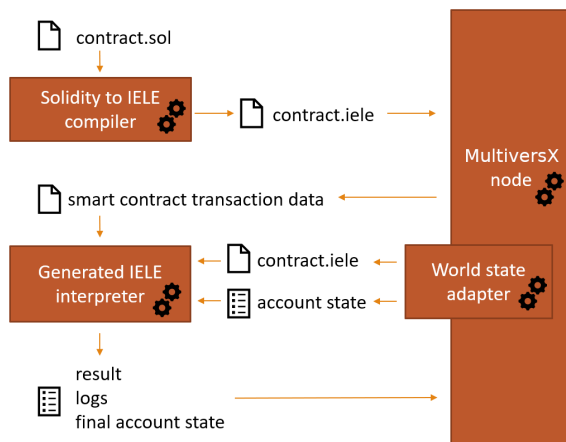 contract.sol
Solidity to IELE
compiler
contract.iele
MultiversX
node
smart contract transaction data
Generated IELE
interpreter
contract.iele
account state
World state
adapter
result
logs
final account state